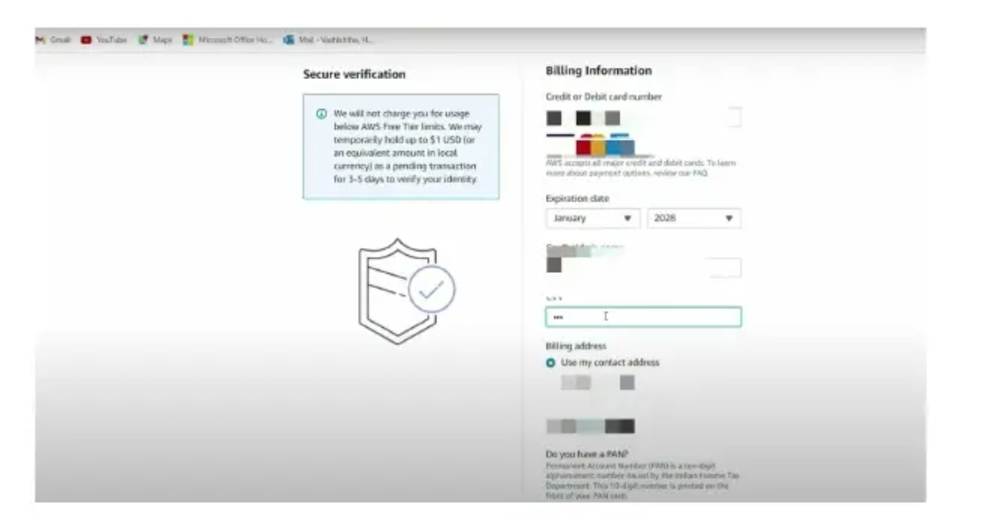 Gmail YouTube Maps Microsoft Office Ho... Mail - Vashishtha, H...
Secure verification
We will not charge you for usage
below AWS Free Tier limits. We may
temporarily hold up to $1 USD (or
an equivalent amount in local
currency) as a pending transaction
for 3-5 days to verify your identity.
Billing Information
Credit or Debit card number
AWS accepts all major credit and debit cards. To learn
more about payment options, review our FAQ.
Expiration date
January 2028
Billing address
Use my contact address
Do you have a PAN?
Permanent Account Number (PAN) is a ten-digit
alphanumeric number issued by the Indian Income Tax
Department. This 10-digit number is printed on the
front of your PAN card.